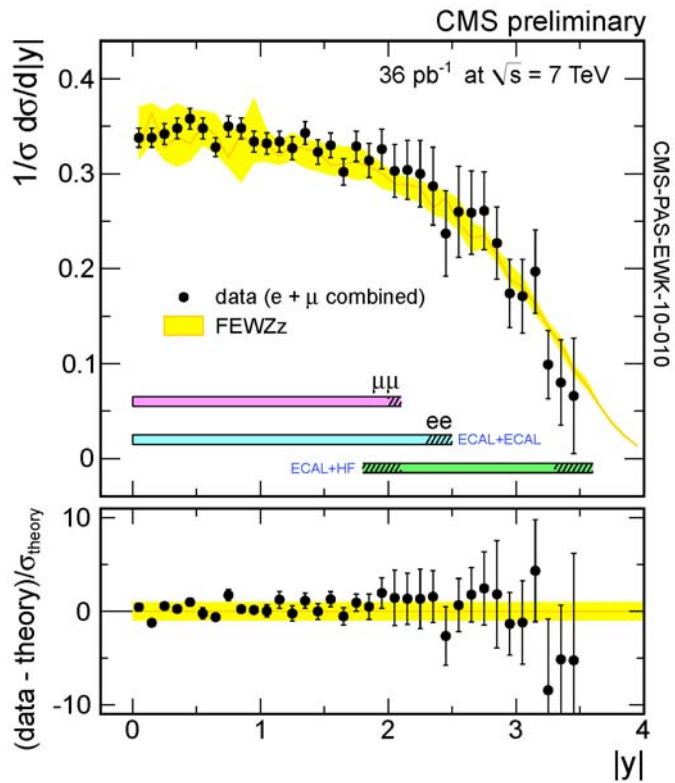 CMS preliminary
36 pb⁻¹ at √s = 7 TeV
1/σ dσ/d|y|
0.4
0.3
0.2
0.1
0
data (e + μ combined)
FEWZz
μμ
ee
ECAL+ECAL
ECAL+HF
CMS-PAS-EWK-10-010
(data - theory)/σtheory
10
0
-10
0
1
2
3
4
|y|